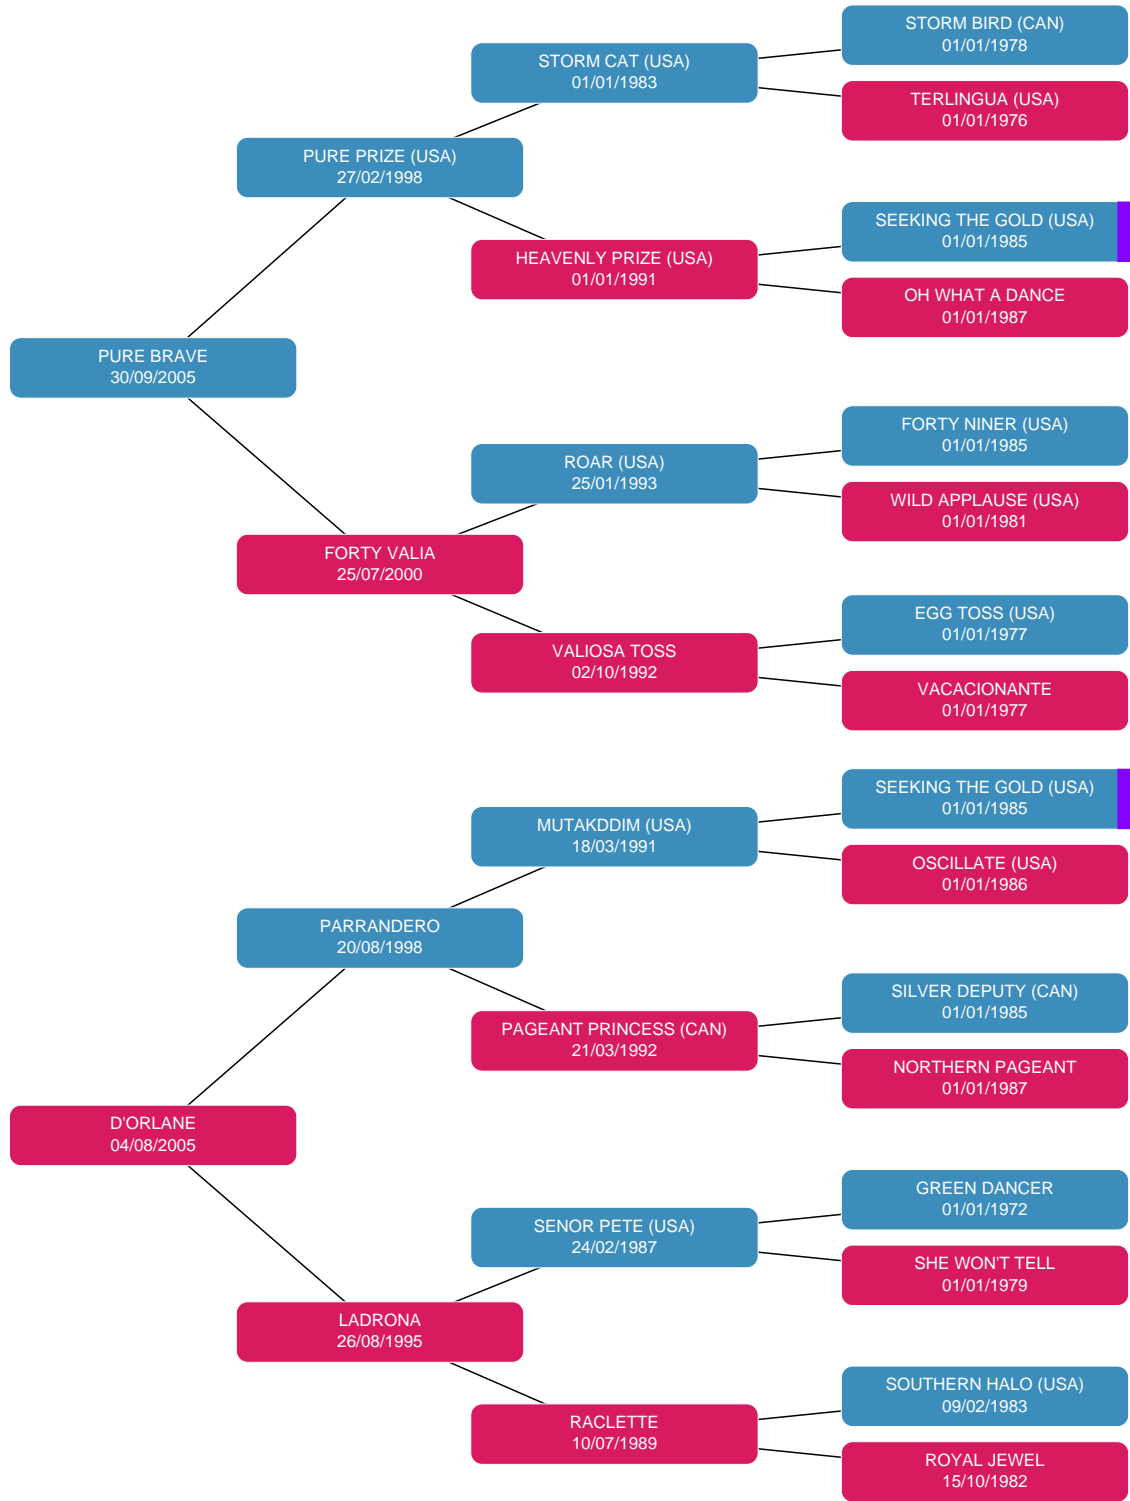 STORM BIRD (CAN)
01/01/1978
STORM CAT (USA)
01/01/1983
TERLINGUA (USA)
01/01/1976
PURE PRIZE (USA)
27/02/1998
SEEKING THE GOLD (USA)
01/01/1985
HEAVENLY PRIZE (USA)
01/01/1991
OH WHAT A DANCE
01/01/1987
PURE BRAVE
30/09/2005
FORTY NINER (USA)
01/01/1985
ROAR (USA)
25/01/1993
WILD APPLAUSE (USA)
01/01/1981
FORTY VALIA
25/07/2000
EGG TOSS (USA)
01/01/1977
VALIOSA TOSS
02/10/1992
VACACIONANTE
01/01/1977
SEEKING THE GOLD (USA)
01/01/1985
MUTAKDDIM (USA)
18/03/1991
OSCILLATE (USA)
01/01/1986
PARRANDERO
20/08/1998
SILVER DEPUTY (CAN)
01/01/1985
PAGEANT PRINCESS (CAN)
21/03/1992
NORTHERN PAGEANT
01/01/1987
D'ORLANE
04/08/2005
GREEN DANCER
01/01/1972
SENOR PETE (USA)
24/02/1987
SHE WON'T TELL
01/01/1979
LADRONA
26/08/1995
SOUTHERN HALO (USA)
09/02/1983
RACLETTE
10/07/1989
ROYAL JEWEL
15/10/1982